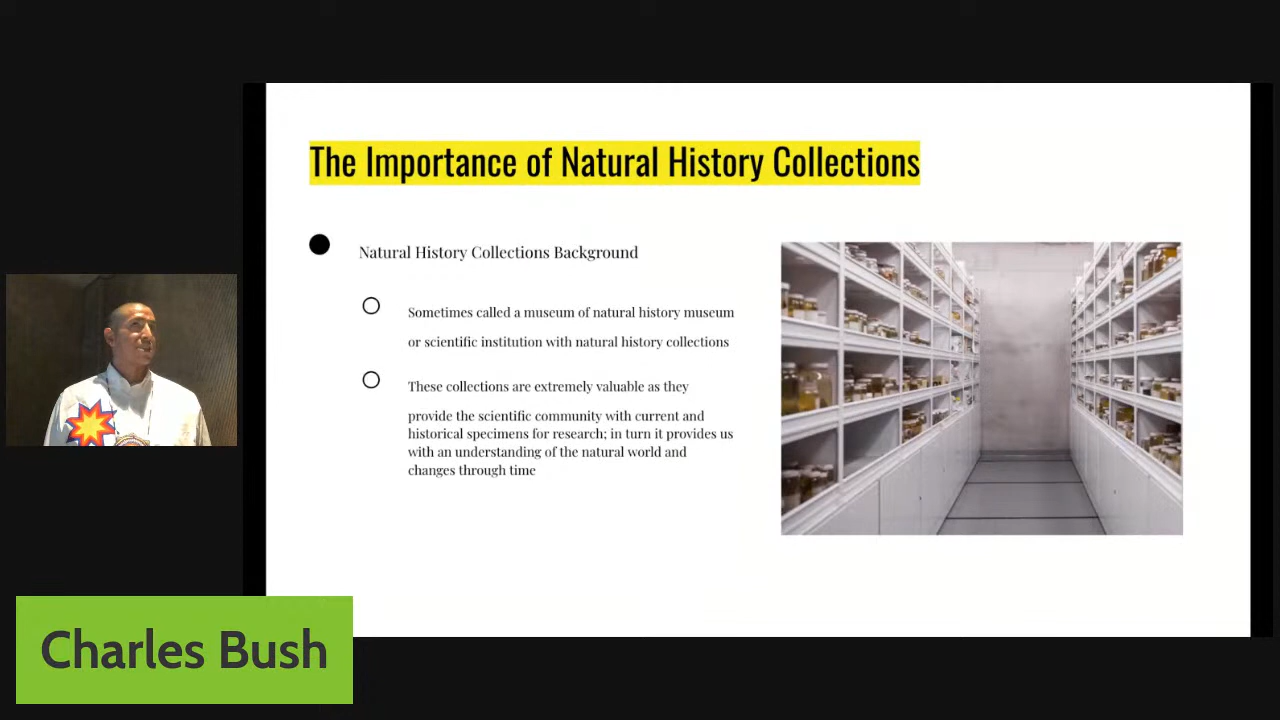 The Importance of Natural History Collections
Natural History Collections Background
Sometimes called a museum of natural history museum
or scientific institution with natural history collections
These collections are extremely valuable as they
provide the scientific community with current and
historical specimens for research; in turn it provides us
with an understanding of the natural world and
changes through time
Charles Bush